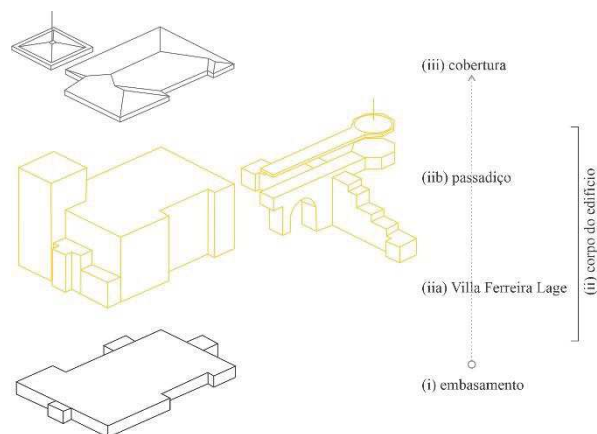 (iii) cobertura
(iib) passadiço
(ii) corpo do edifício
(iia) Villa Ferreira Lage
(i) embasamento